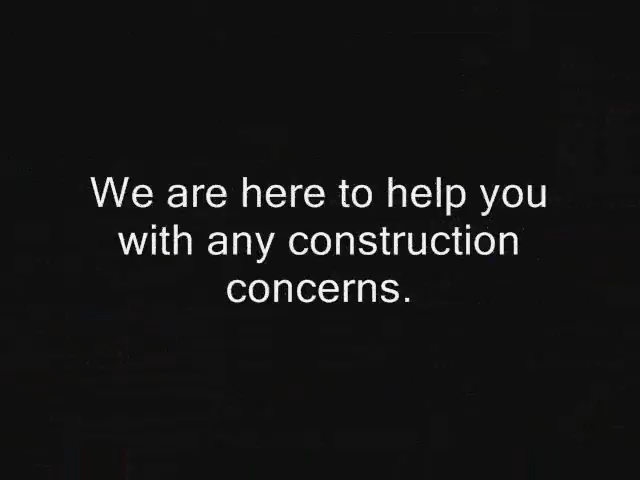 We are here to help you
with any construction
concerns.